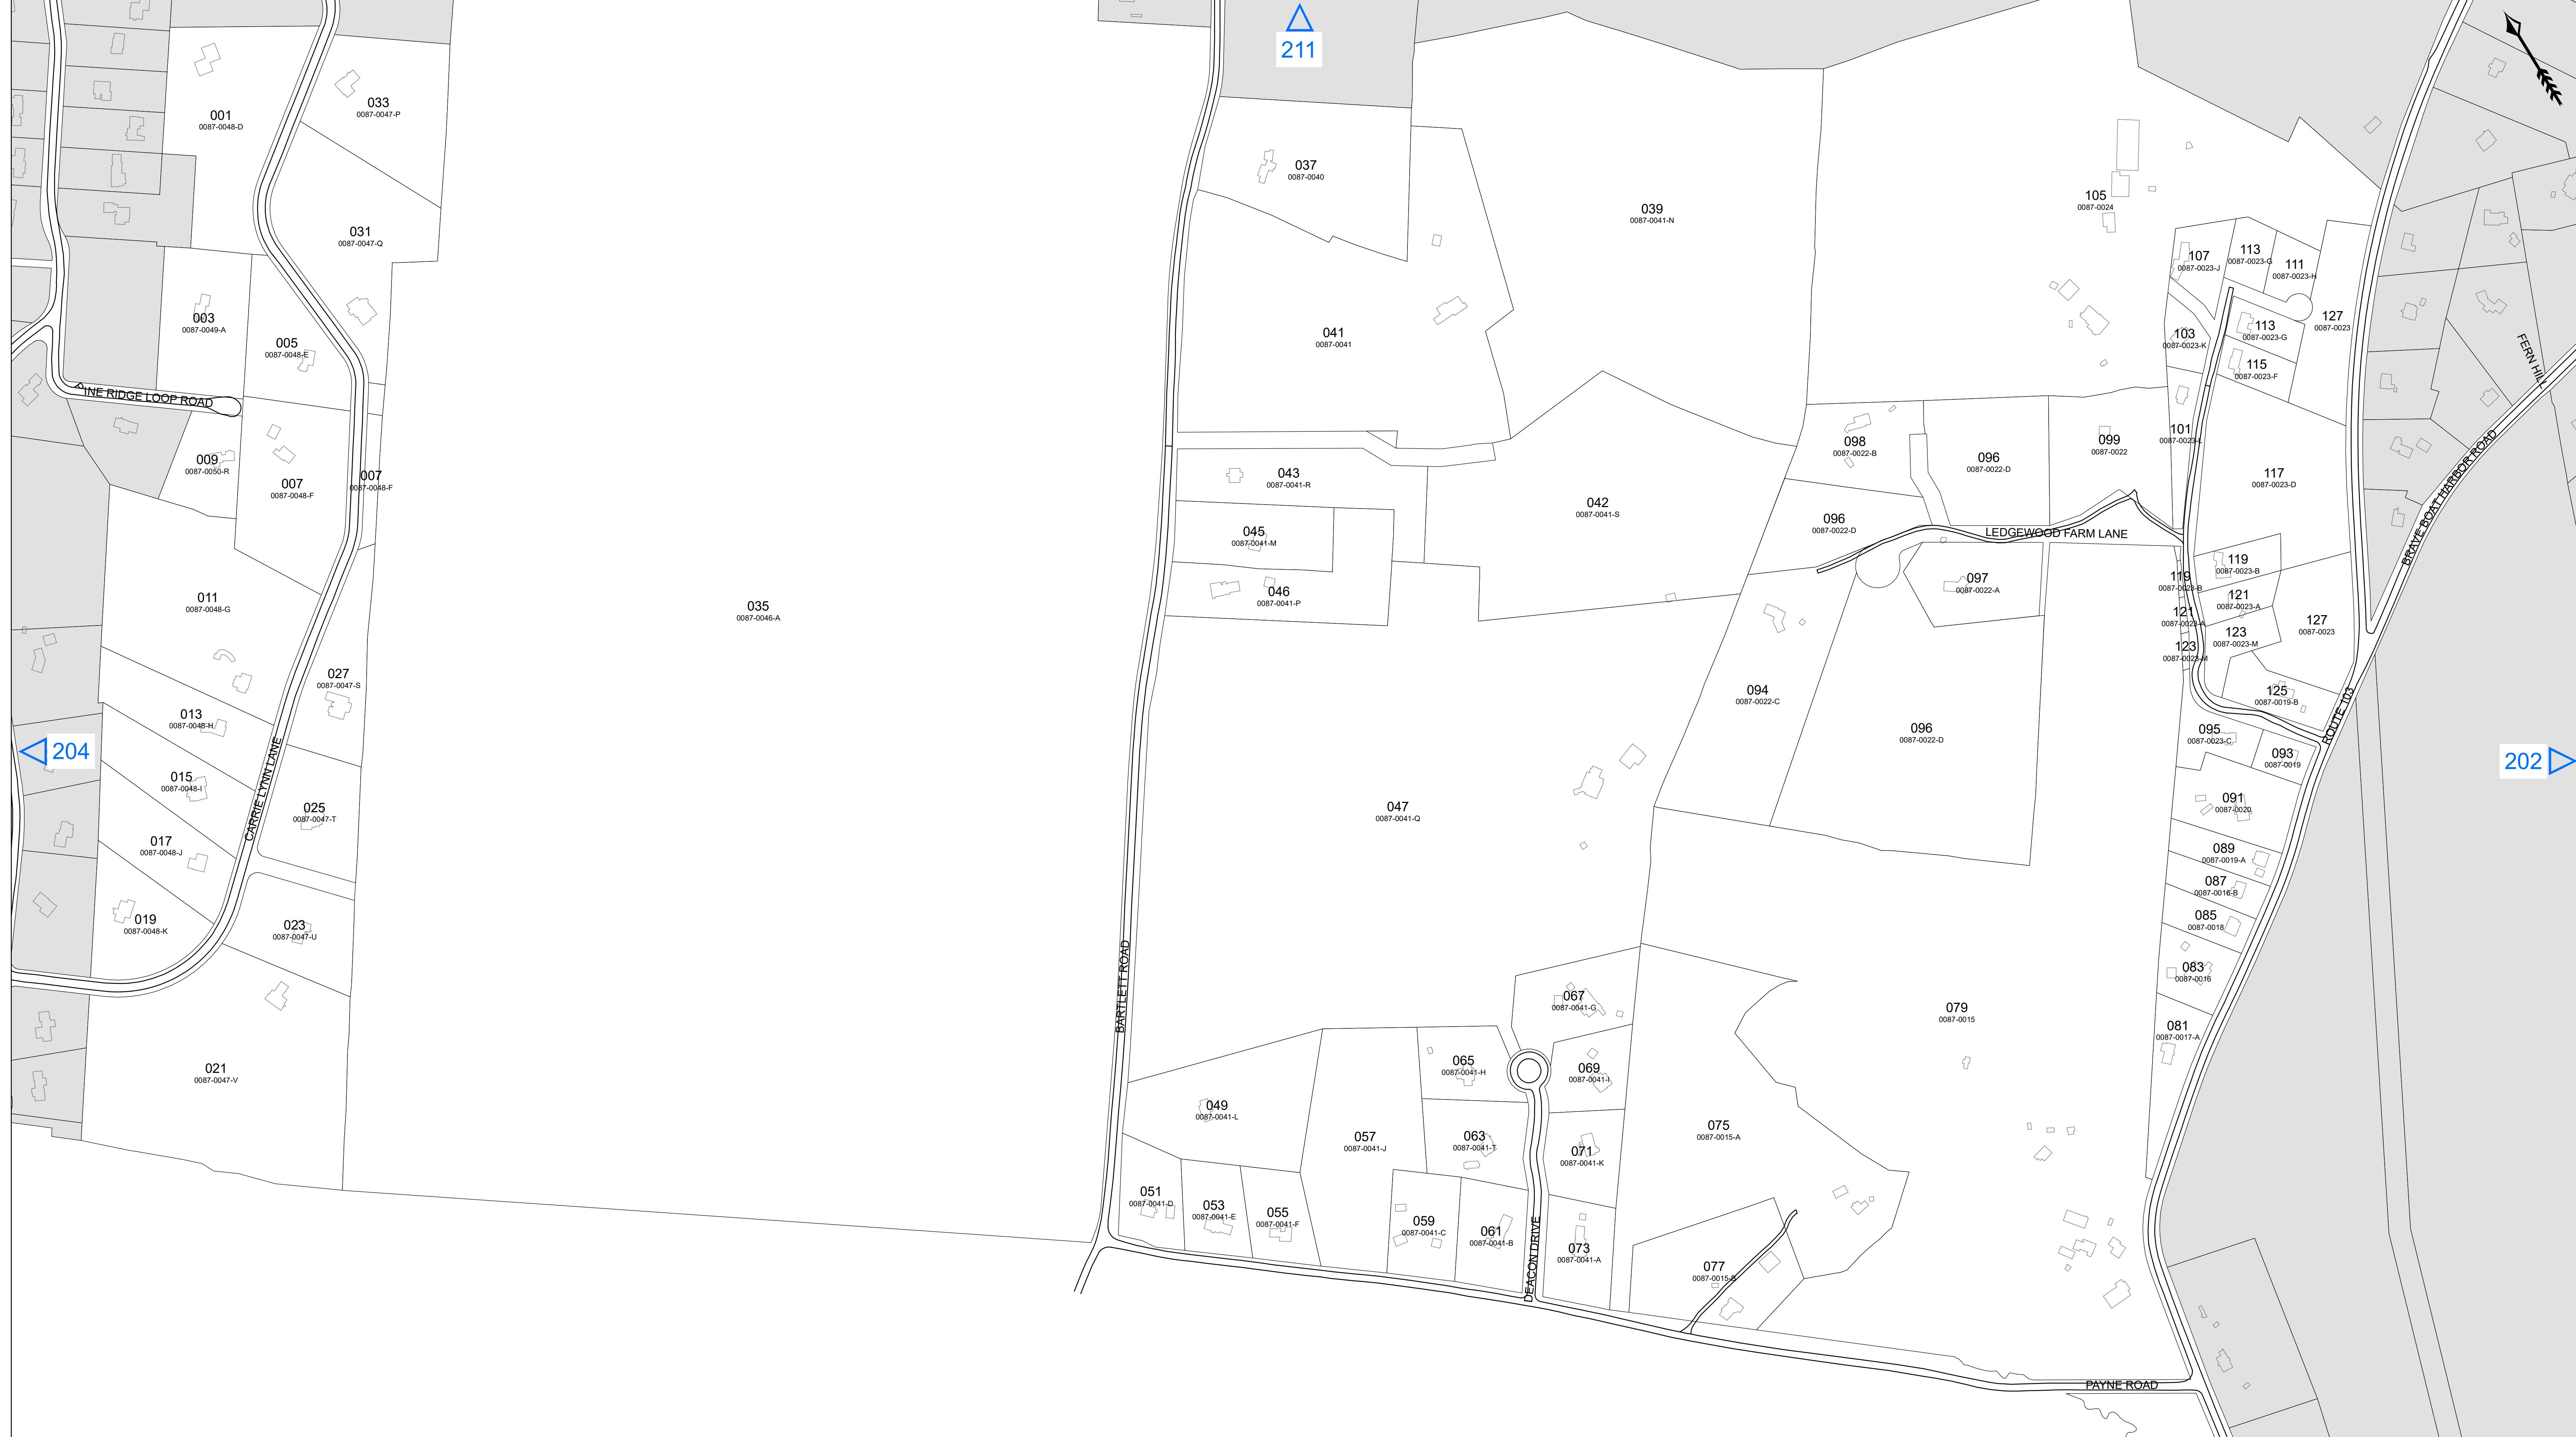 211
033
0087-0047-P
001
0087-0048-D
037
0087-0040
105
0087-0024
039
0087-0041-N
031
0087-0047-Q
107
0087-0023-J
113
0087-0023-G
111
0087-0023-H
003
0087-0049-A
127
0087-0023
113
0087-0023-G
041
0087-0041
103
0087-0023-K
005
0087-0048-E
FERN HILL
115
0087-0023-F
PINE RIDGE LOOP ROAD
101
0087-0023-L
098
0087-0022-B
099
0087-0022
096
0087-0022-D
009
0087-0050-R
007
0087-0048-F
007
0087-0048-F
043
0087-0041-R
117
0087-0023-D
BRAVE BOAT HARBOR ROAD
042
0087-0041-S
096
0087-0022-D
045
0087-0041-M
LEDGEWOOD FARM LANE
119
0087-0023-B
119
0087-0023-B
097
0087-0022-A
046
0087-0041-P
011
0087-0048-G
035
0087-0046-A
121
0087-0023-A
121
0087-0023-A
127
0087-0023
123
0087-0023-M
123
0087-0023-M
027
0087-0047-S
094
0087-0022-C
125
0087-0019-B
013
0087-0048-H
096
0087-0022-D
095
0087-0023-C
ROUTE 103
204
093
0087-0019
202
015
0087-0048-I
CARRIE LYNN LANE
025
0087-0047-T
047
0087-0041-Q
091
0087-0020
017
0087-0048-J
089
0087-0019-A
087
0087-0016-B
019
0087-0048-K
023
0087-0047-U
085
0087-0018
083
0087-0016
BARTLETT ROAD
067
0087-0041-G
079
0087-0015
081
0087-0017-A
021
0087-0047-V
065
0087-0041-H
069
0087-0041-I
049
0087-0041-L
075
0087-0015-A
057
0087-0041-J
063
0087-0041-T
071
0087-0041-K
051
0087-0041-D
053
0087-0041-E
055
0087-0041-F
059
0087-0041-C
061
0087-0041-B
DEACON DRIVE
073
0087-0041-A
077
0087-0015-B
PAYNE ROAD